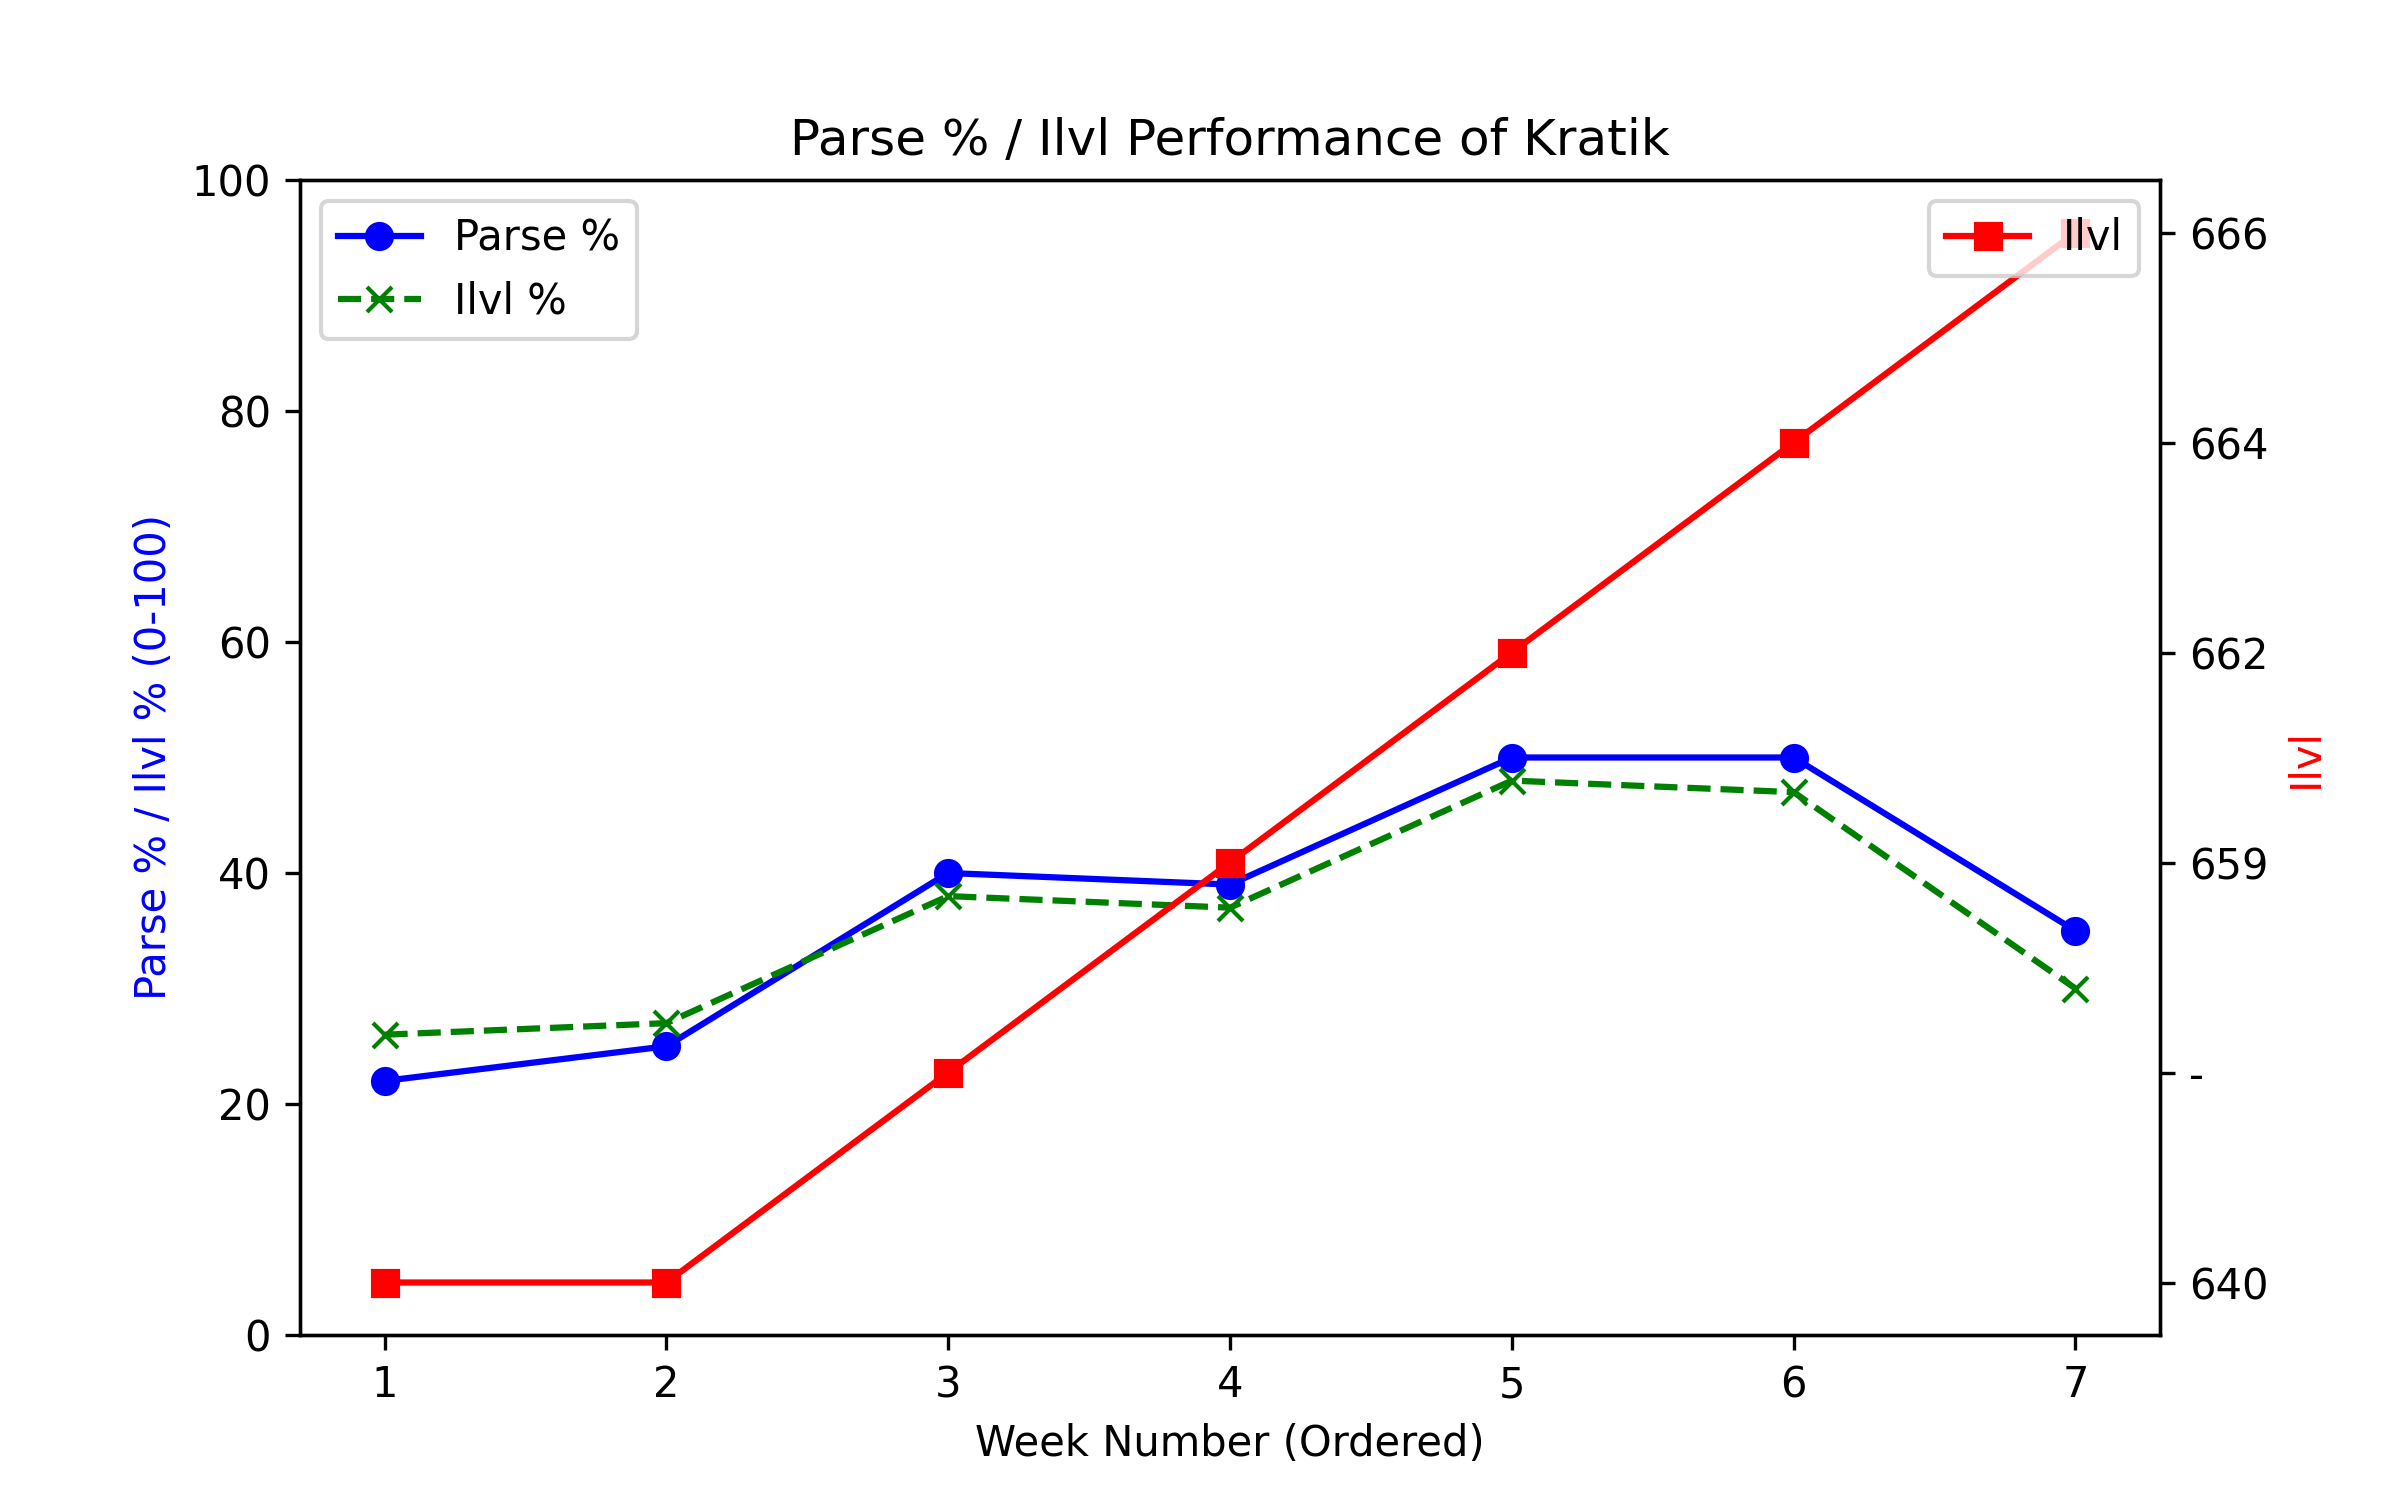 Parse % / Ilvl Performance of Kratik
100
80
60
40
20
0
Parse % / Ilvl % (0-100)
Parse %
Ilvl %
Ilvl
666
664
662
659
-
640
Ilvl
1 2 3 4 5 6 7
Week Number (Ordered)